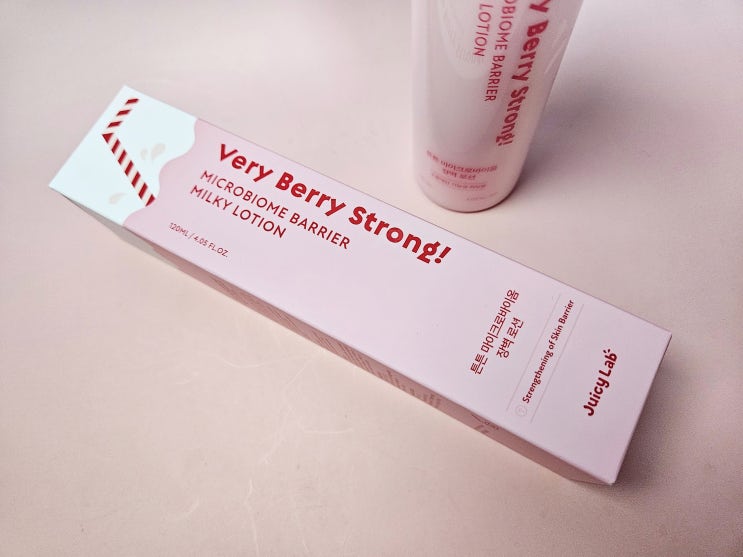 Very Berry Strong!
MICROBIOME BARRIER
MILKY LOTION
120ML / 4.05 FL.OZ.
튼튼 마이크로바이옴
장벽 로션
Strengthening of Skin Barrier
Juicy Lab
y Berry Strong!
OBIOME BARRIER
LOTION
튼튼 마이크로바이옴
장벽 로션